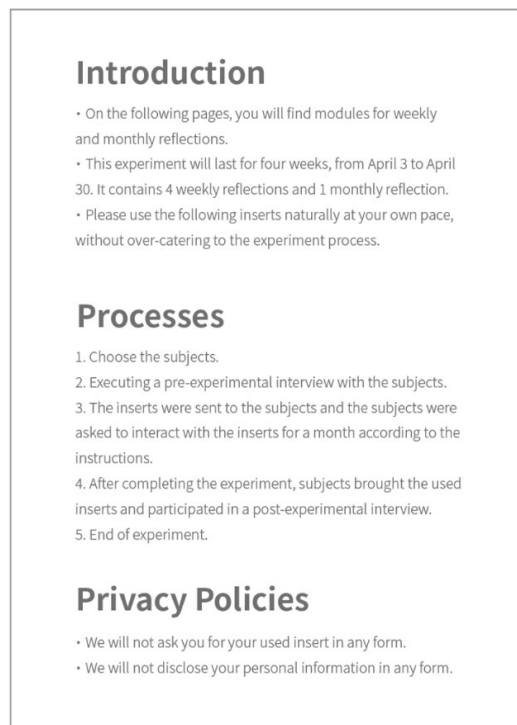 Introduction
・On the following pages, you will find modules for weekly
and monthly reflections.
・This experiment will last for four weeks, from April 3 to April
30. It contains 4 weekly reflections and 1 monthly reflection.
・Please use the following inserts naturally at your own pace,
without over-catering to the experiment process.
Processes
1. Choose the subjects.
2. Executing a pre-experimental interview with the subjects.
3. The inserts were sent to the subjects and the subjects were
asked to interact with the inserts for a month according to the
instructions.
4. After completing the experiment, subjects brought the used
inserts and participated in a post-experimental interview.
5. End of experiment.
Privacy Policies
・We will not ask you for your used insert in any form.
・We will not disclose your personal information in any form.